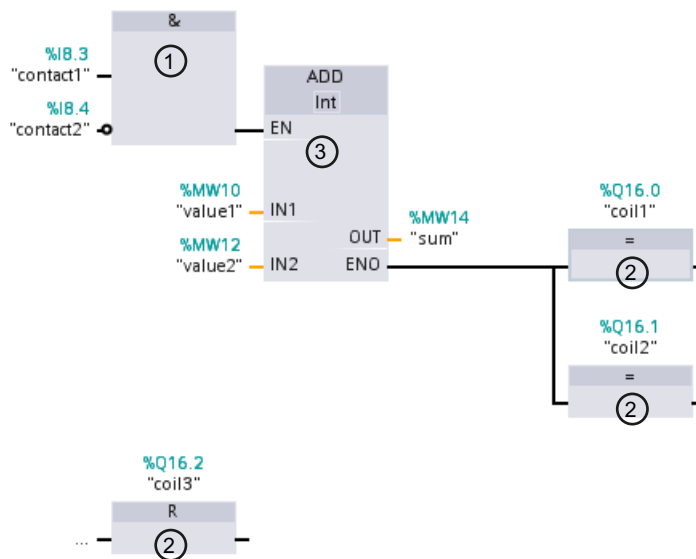 &
①
%I8.3
"contact1"
%I8.4
"contact2"
ADD
Int
EN
③
%MW10
"value1"
IN1
%MW12
"value2"
IN2
OUT
%MW14
"sum"
ENO
%Q16.0
"coil1"
=
②
%Q16.1
"coil2"
=
②
%Q16.2
"coil3"
R
...
②